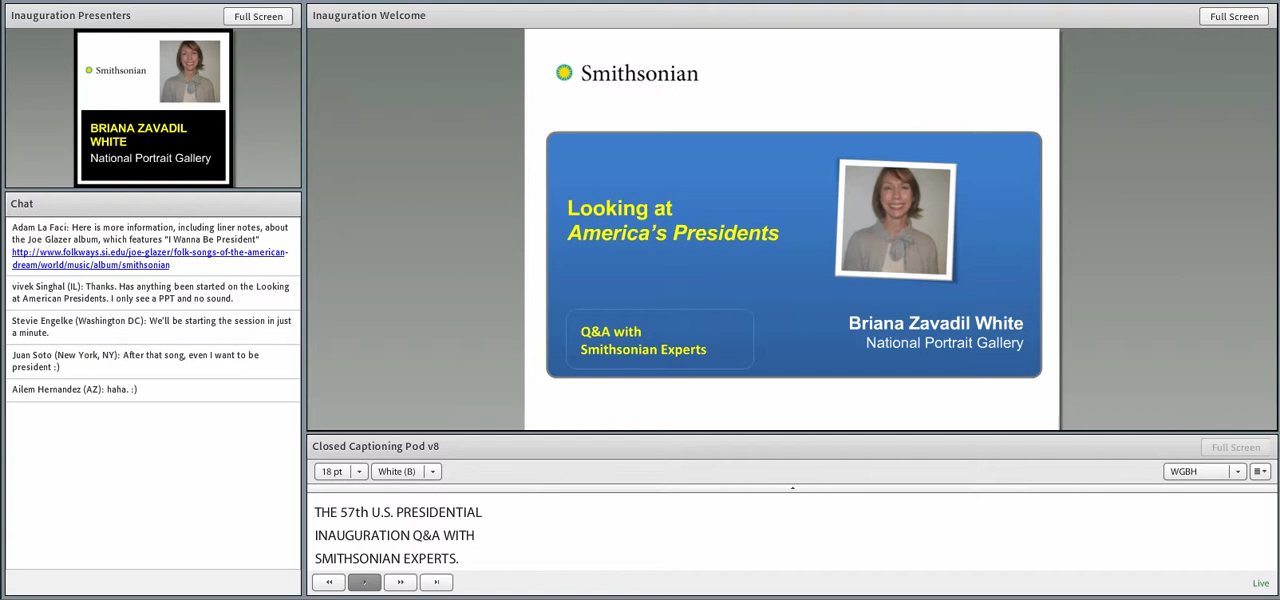 Inauguration Presenters
Full Screen
Smithsonian
BRIANA ZAVADIL
WHITE
National Portrait Gallery
Chat
Adam La Faci: Here is more information, including liner notes, about
the Joe Glazer album, which features "I Wanna Be President"
http://www.folkways.si.edu/joe-glazer/folk-songs-of-the-american-
dream/world/music/album/smithsonian
vivek Singhal (IL): Thanks. Has anything been started on the Looking
at American Presidents. I only see a PPT and no sound.
Stevie Engelke (Washington DC): We'll be starting the session in just
a minute.
Juan Soto (New York, NY): After that song, even I want to be
president :)
Ailem Hernandez (AZ): haha. :)
Inauguration Welcome
Full Screen
Smithsonian
Looking at
America's Presidents
Q&A with
Smithsonian Experts
Briana Zavadil White
National Portrait Gallery
Closed Captioning Pod v8
Full Screen
18 pt
White (B)
WGBH
THE 57th U.S. PRESIDENTIAL
INAUGURATION Q&A WITH
SMITHSONIAN EXPERTS.
Live